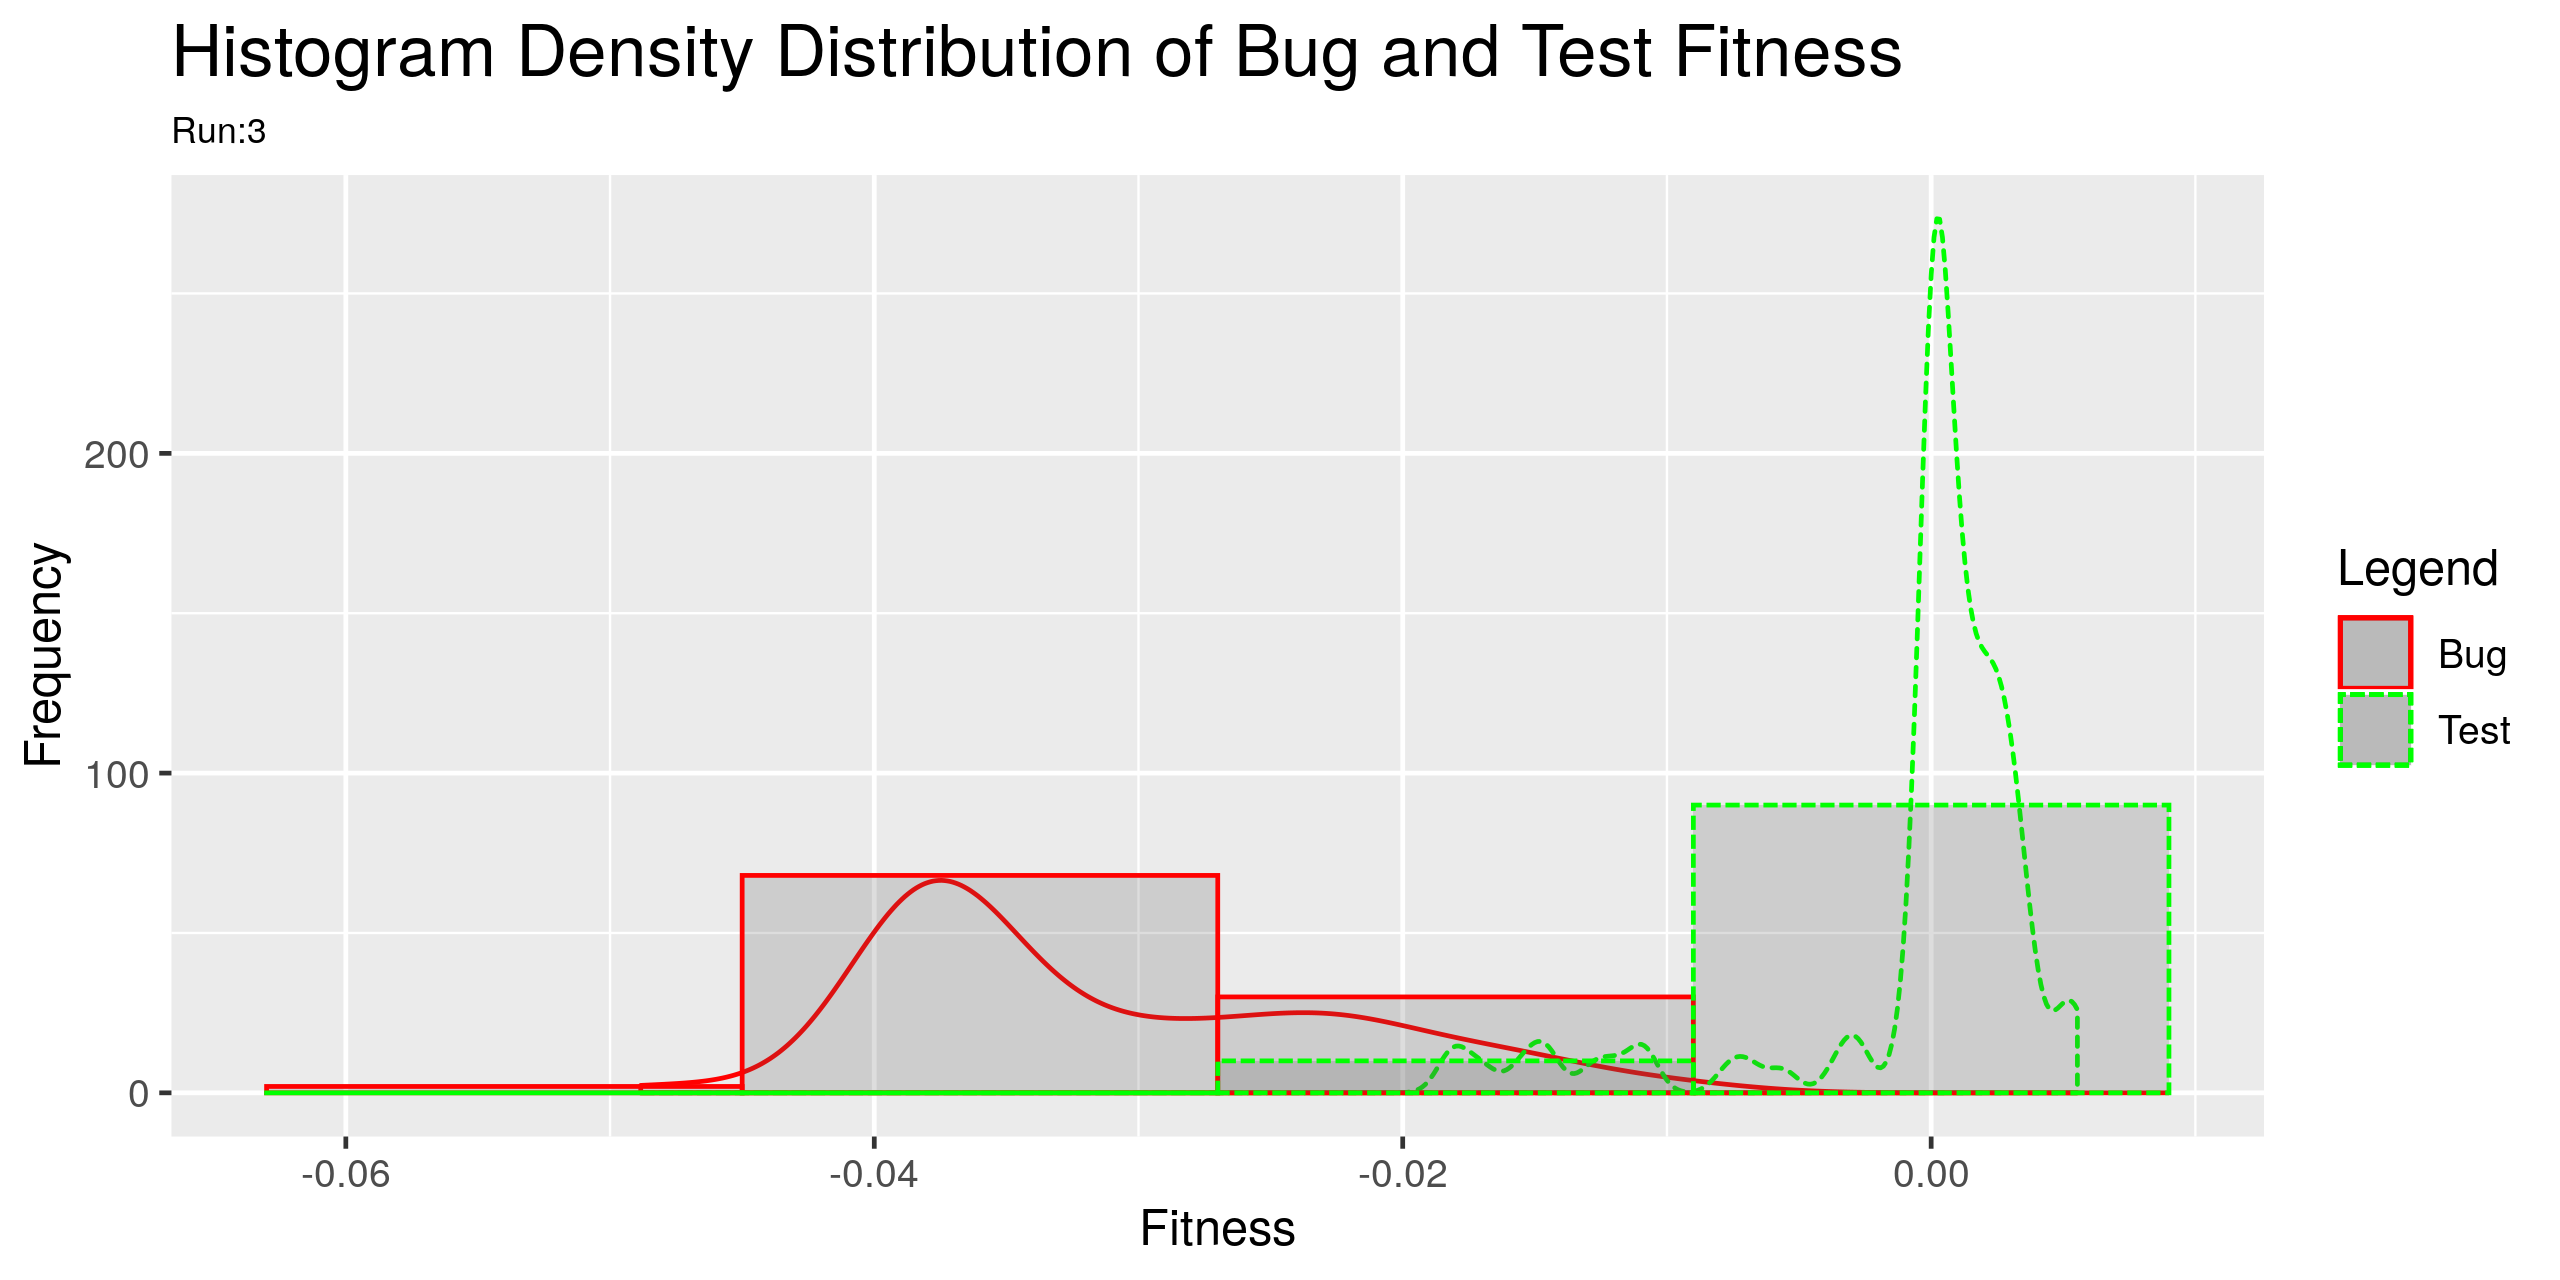 Histogram Density Distribution of Bug and Test Fitness
Run:3
Frequency
200
100
0
-0.06
-0.04
-0.02
0.00
Fitness
Legend
Bug
Test